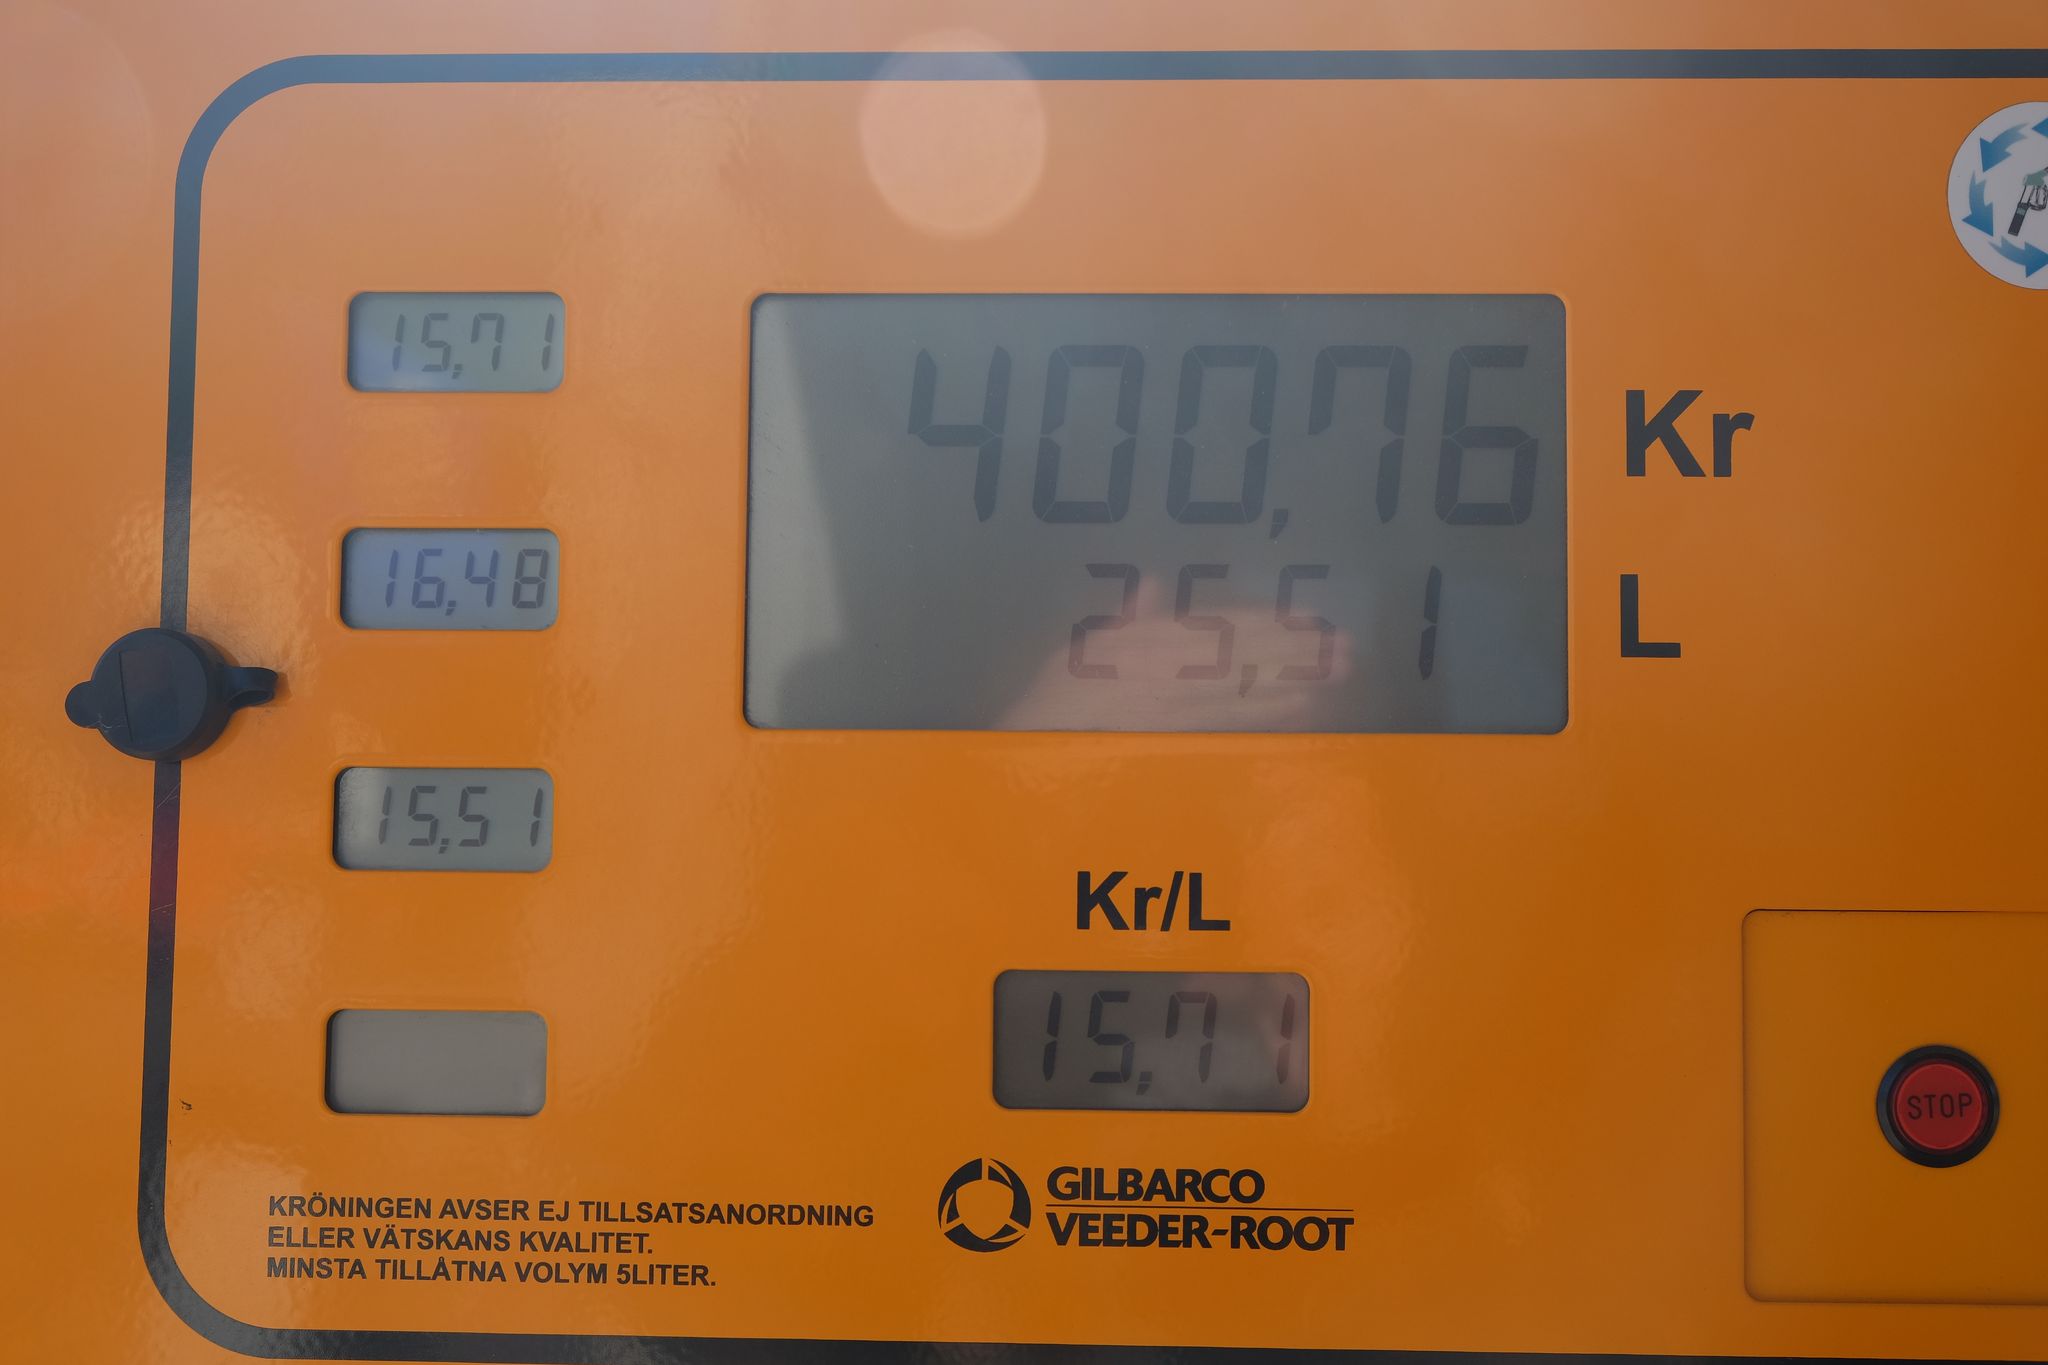 15,71
400,76 Kr
16,48
25,51 L
15,51
Kr/L
15,71
STOP
GILBARCO
VEEDER-ROOT
KRÖNINGEN AVSER EJ TILLSATSANORDNING
ELLER VÄTSKANS KVALITET.
MINSTA TILLÅTNA VOLYM 5LITER.